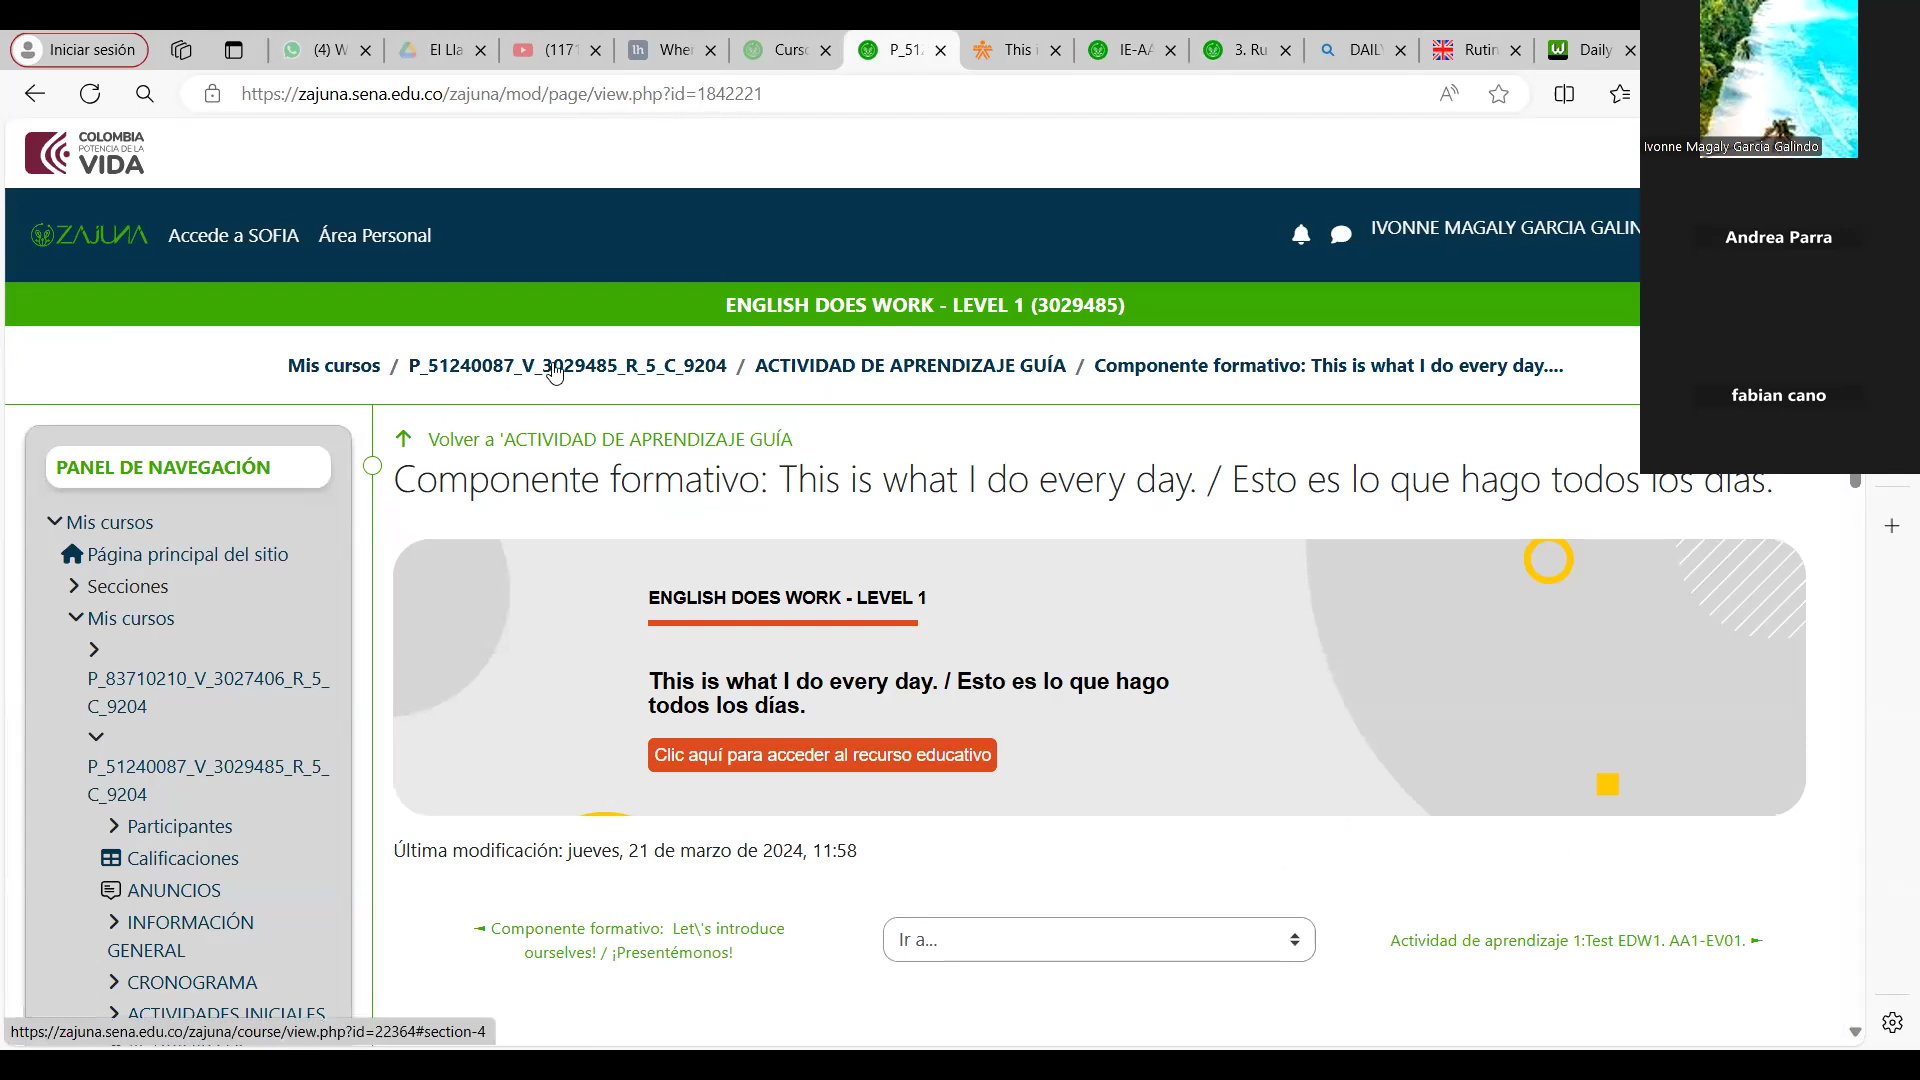 Iniciar sesión
(4) W
El Lla
(117
Whe
Curso
P_51
This i
IE-AA
3. Ru
DAIL
Rutin
Daily
https://zajuna.sena.edu.co/zajuna/mod/page/view.php?id=1842221
Ivonne Magaly Garcia Galindo
Andrea Parra
fabian cano
COLOMBIA
POTENCIA DE LA
VIDA
ZAJUNA
Accede a SOFIA
Área Personal
IVONNE MAGALY GARCIA GALIN
ENGLISH DOES WORK - LEVEL 1 (3029485)
Mis cursos / P_51240087_V_3029485_R_5_C_9204 / ACTIVIDAD DE APRENDIZAJE GUÍA / Componente formativo: This is what I do every day....
PANEL DE NAVEGACIÓN
Mis cursos
Página principal del sitio
Secciones
Mis cursos
P_83710210_V_3027406_R_5_
C_9204
P_51240087_V_3029485_R_5_
C_9204
Participantes
Calificaciones
ANUNCIOS
INFORMACIÓN
GENERAL
CRONOGRAMA
ACTIVIDADES INICIALES
Volver a 'ACTIVIDAD DE APRENDIZAJE GUÍA
Componente formativo: This is what I do every day. / Esto es lo que hago todos los días.
ENGLISH DOES WORK - LEVEL 1
This is what I do every day. / Esto es lo que hago
todos los días.
Clic aquí para acceder al recurso educativo
Última modificación: jueves, 21 de marzo de 2024, 11:58
◄ Componente formativo: Let\'s introduce
ourselves! / ¡Presentémonos!
Ir a...
Actividad de aprendizaje 1:Test EDW1. AA1-EV01. ►
https://zajuna.sena.edu.co/zajuna/course/view.php?id=22364#section-4